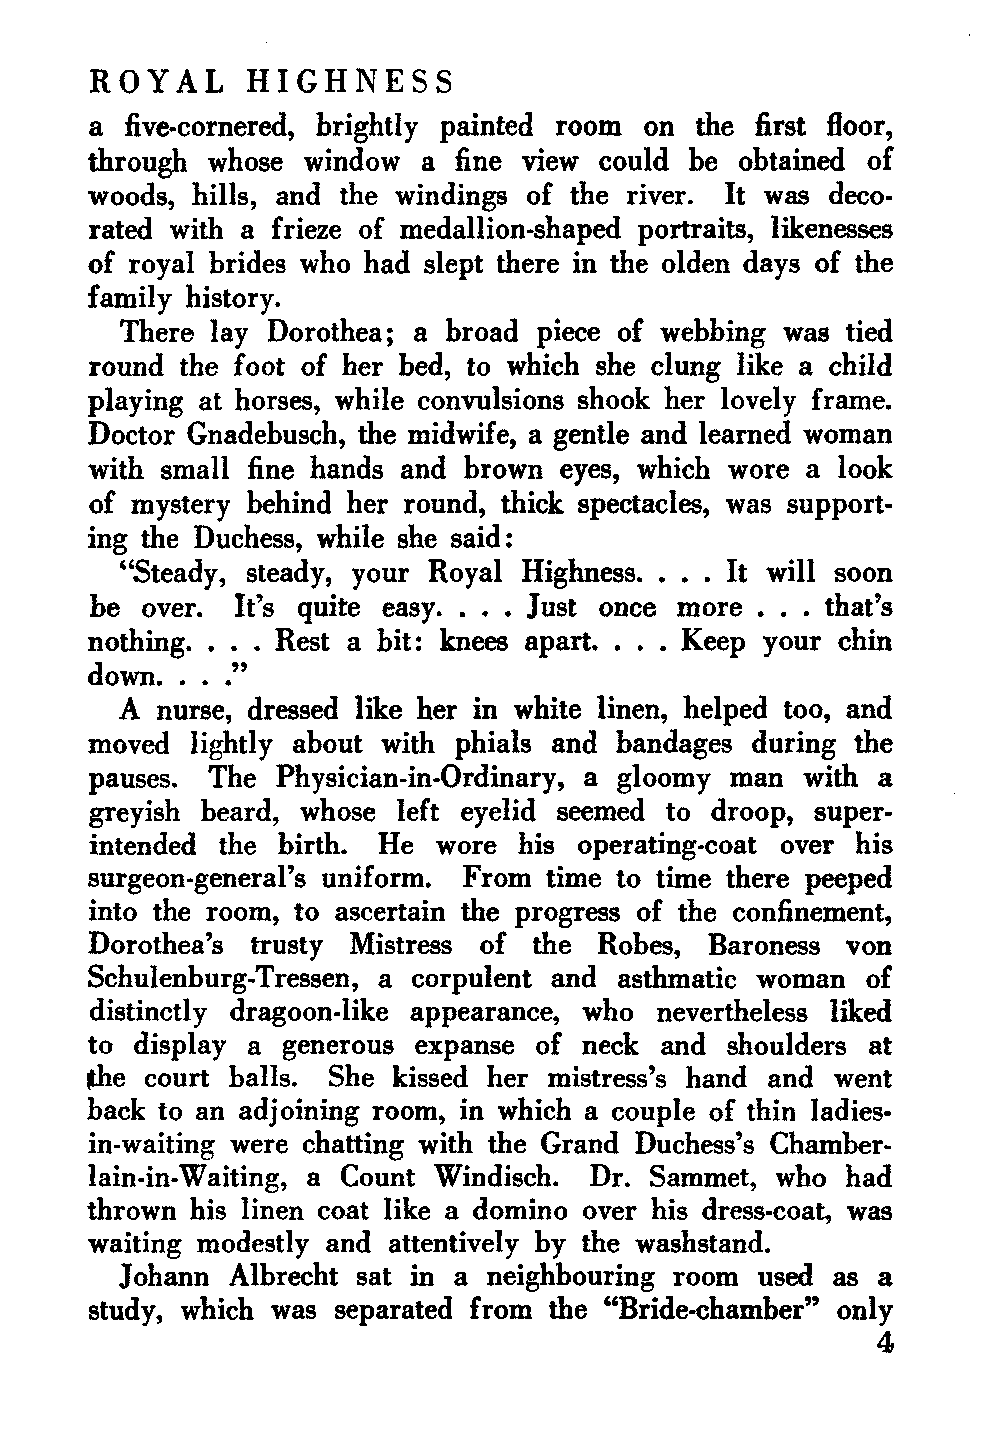 ROYAL HIGHNESS
a five-cornered, brightly painted room on the first floor,
through whose window a fine view could be obtained of
woods, hills, and the windings of the river. It was deco-
rated with a frieze of medallion-shaped portraits, likenesses
of royal brides who had slept there in the olden days of the
family history.
There lay Dorothea; a broad piece of webbing was tied
round the foot of her bed, to which she clung like a child
playing at horses, while convulsions shook her lovely frame.
Doctor Gnadebusch, the midwife, a gentle and learned woman
with small fine hands and brown eyes, which wore a look
of mystery behind her round, thick spectacles, was support-
ing the Duchess, while she said:
“Steady, steady, your Royal Highness. . . . It will soon
be over. It’s quite easy. . . . Just once more . . . that’s
nothing. . . . Rest a bit: knees apart. . . . Keep your chin
down. . . .”
A nurse, dressed like her in white linen, helped too, and
moved lightly about with phials and bandages during the
pauses. The Physician-in-Ordinary, a gloomy man with a
greyish beard, whose left eyelid seemed to droop, super-
intended the birth. He wore his operating-coat over his
surgeon-general’s uniform. From time to time there peeped
into the room, to ascertain the progress of the confinement,
Dorothea’s trusty Mistress of the Robes, Baroness von
Schulenburg-Tressen, a corpulent and asthmatic woman of
distinctly dragoon-like appearance, who nevertheless liked
to display a generous expanse of neck and shoulders at
the court balls. She kissed her mistress’s hand and went
back to an adjoining room, in which a couple of thin ladies-
in-waiting were chatting with the Grand Duchess’s Chamber-
lain-in-Waiting, a Count Windisch. Dr. Sammet, who had
thrown his linen coat like a domino over his dress-coat, was
waiting modestly and attentively by the washstand.
Johann Albrecht sat in a neighbouring room used as a
study, which was separated from the “Bride-chamber” only
4